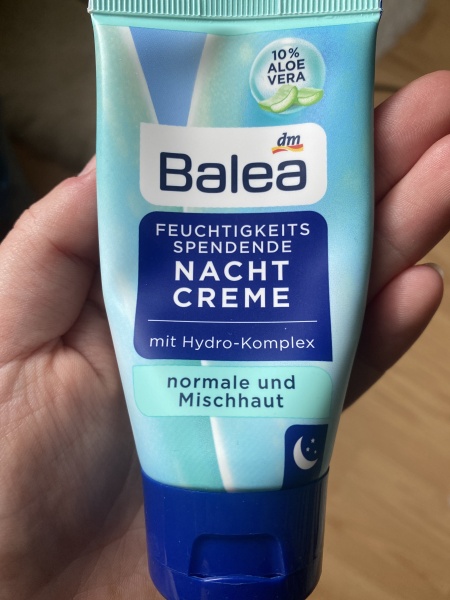 10%
ALOE
VERA
dm
Balea
FEUCHTIGKEITS
SPENDENDE
NACHT
CREME
mit Hydro-Komplex
normale und
Mischhaut